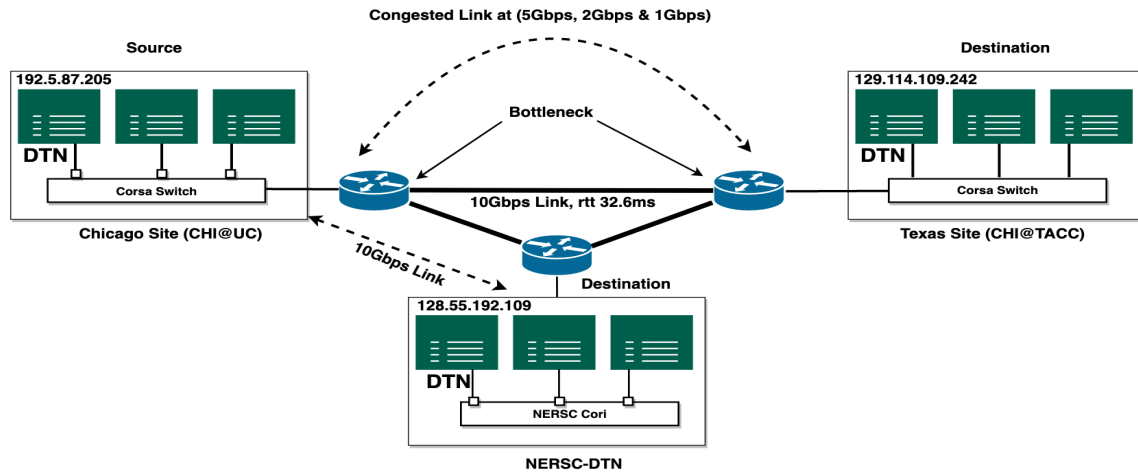 Congested Link at (5Gbps, 2Gbps & 1Gbps)
Source
Destination
192.5.87.205
129.114.109.242
Bottleneck
DTN
DTN
Corsa Switch
Corsa Switch
10Gbps Link, rtt 32.6ms
Chicago Site (CHI@UC)
Texas Site (CHI@TACC)
10Gbps Link
Destination
128.55.192.109
DTN
NERSC Cori
NERSC-DTN